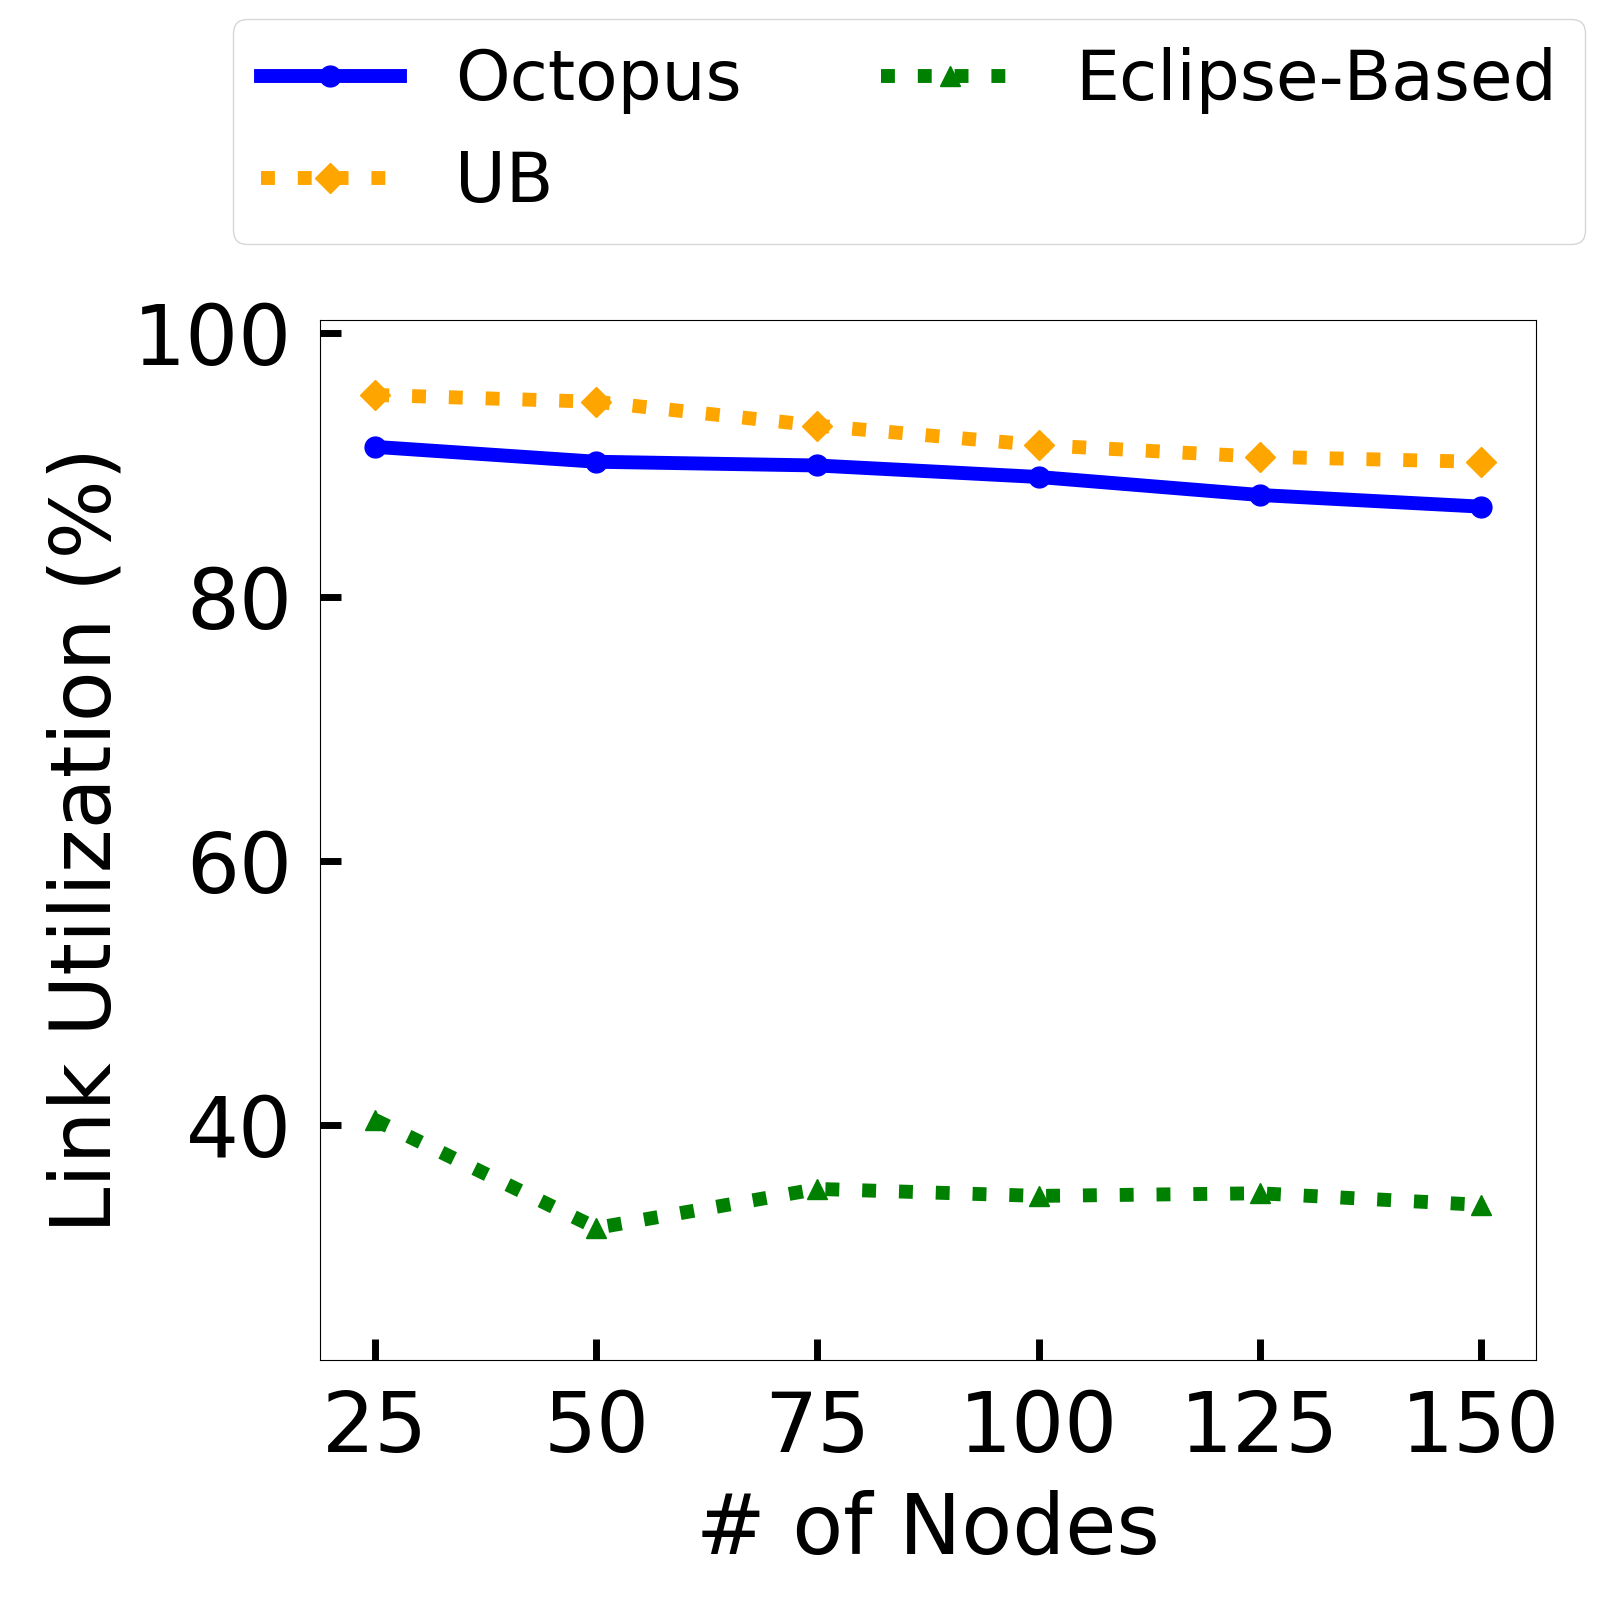 Octopus
UB
Eclipse-Based
Link Utilization (%)
100
80
60
40
25 50 75 100 125 150
# of Nodes